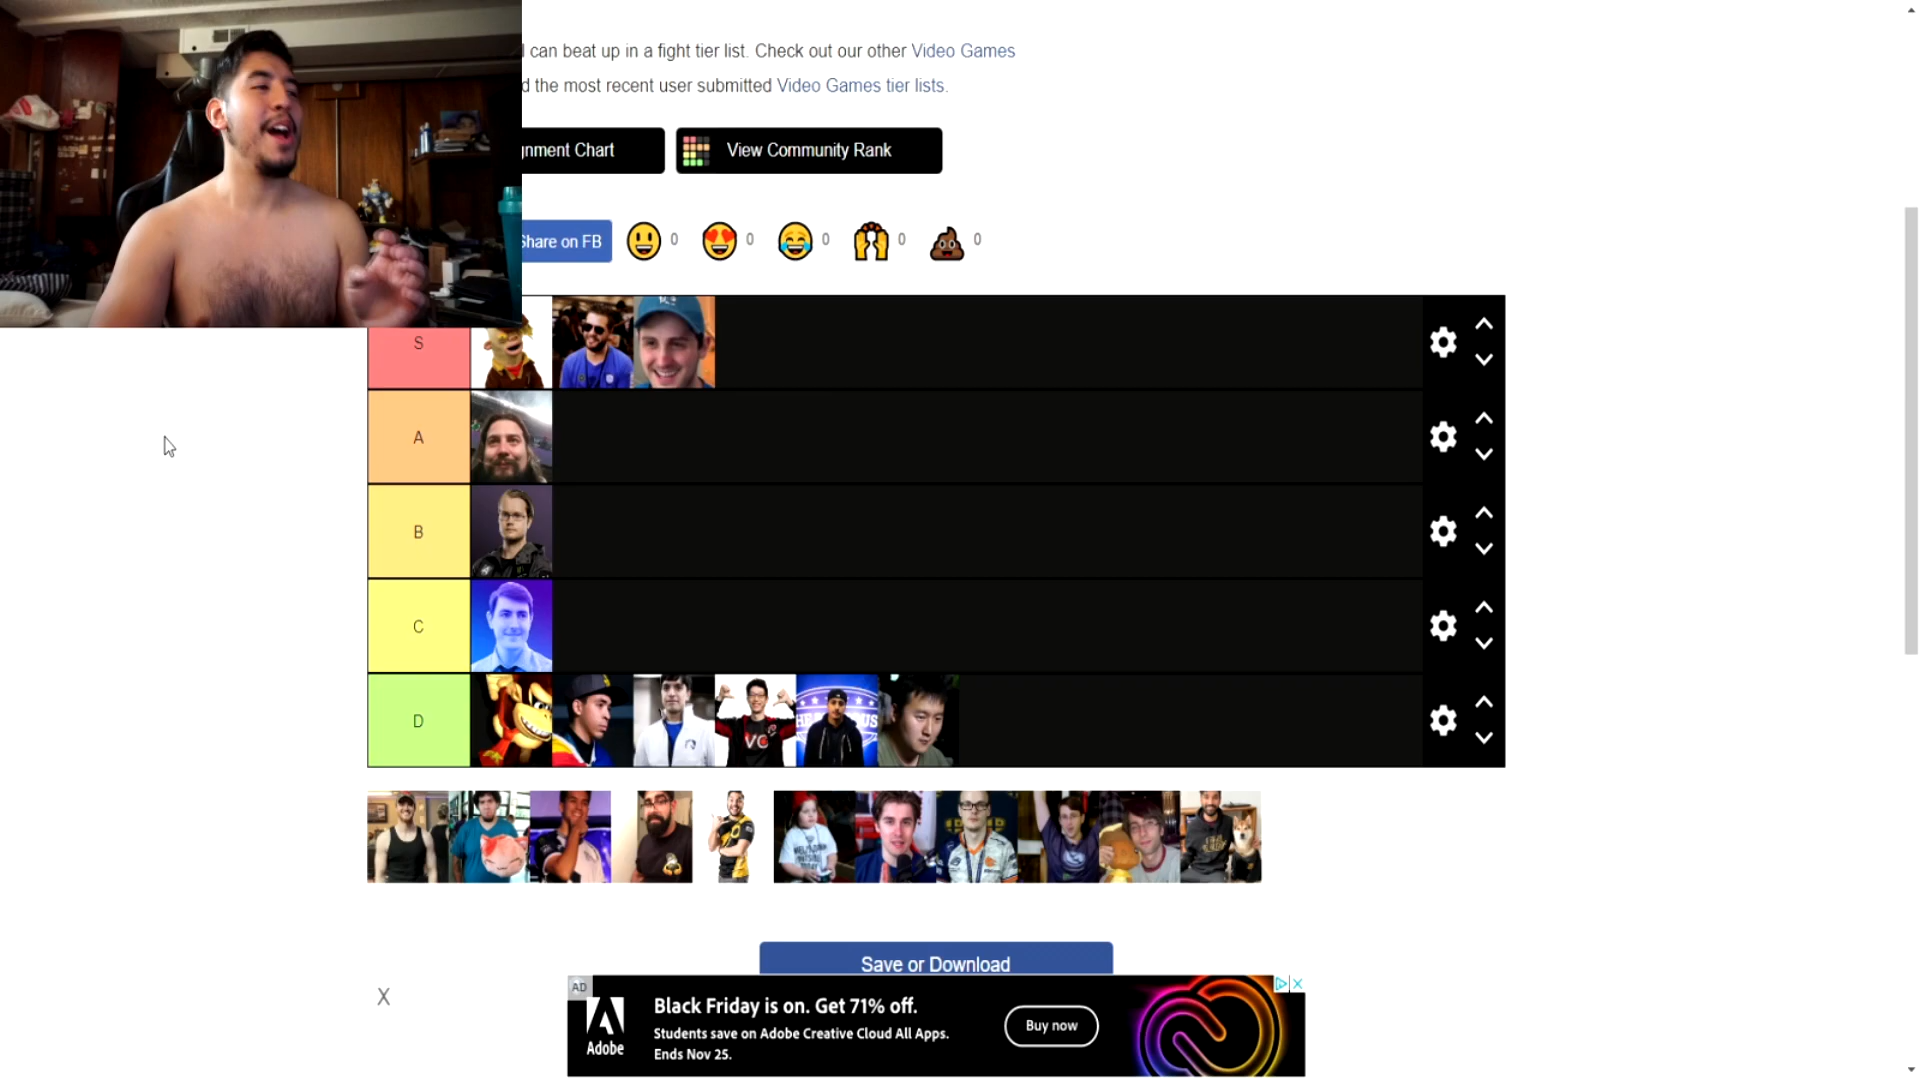 can beat up in a fight tier list. Check out our other Video Games
d the most recent user submitted Video Games tier lists.
gnment Chart
View Community Rank
Share on FB
0
0
0
0
0
S
A
B
C
D
VC
Save or Download
X
AD
Adobe
Black Friday is on. Get 71% off.
Students save on Adobe Creative Cloud All Apps.
Ends Nov 25.
Buy now